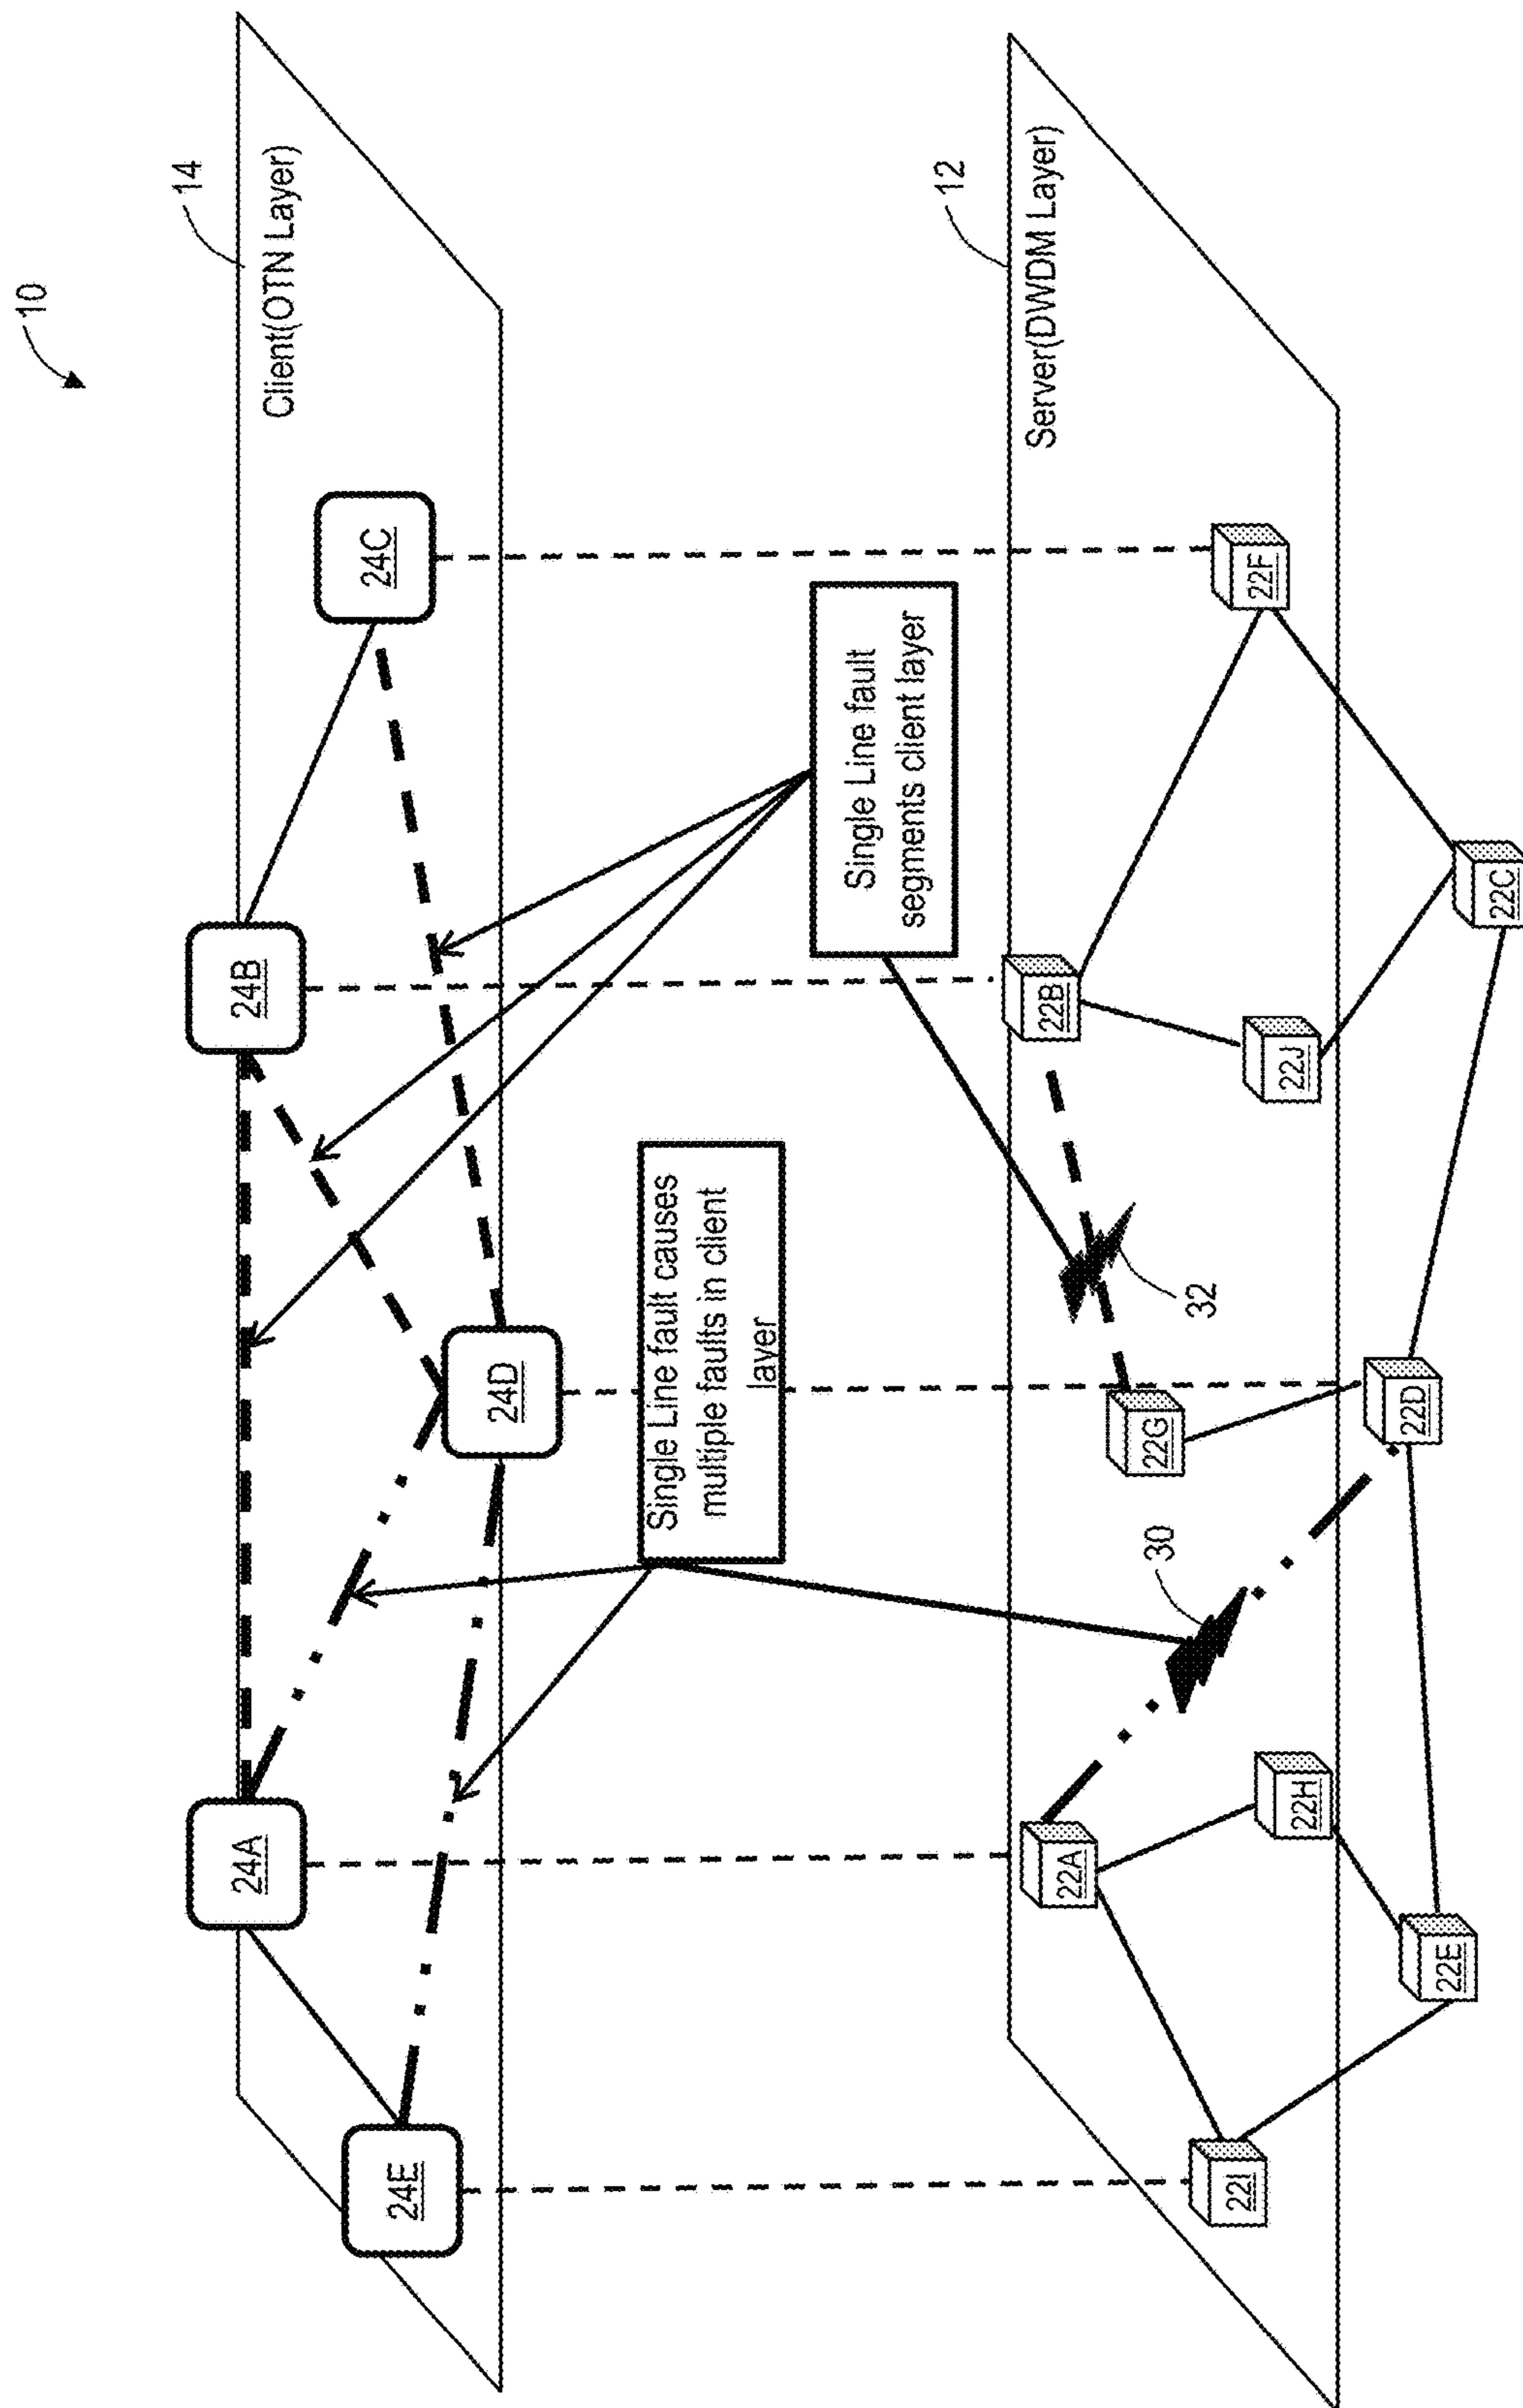 10
14
Client(OTN Layer)
24A
24B
24C
24D
24E
Single Line fault causes
multiple faults in client
layer
Single Line fault
segments client layer
12
Server(DWDM Layer)
22A
22B
22F
22G
22H
22I
22J
30
32
22D
22E
22C